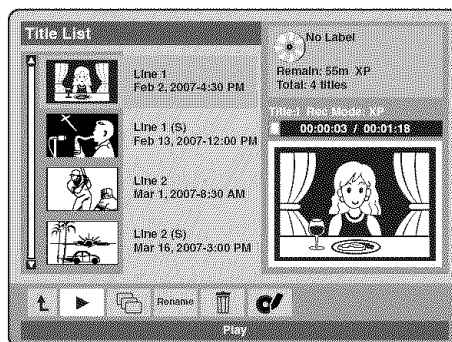 Title List
No Label
Remain: 55m XP
Total: 4 titles
Line 1
Feb 2, 2007-4:30 PM
Line 1 (S)
Feb 13, 2007-12:00 PM
Line 2
Mar 1, 2007-8:30 AM
Line 2 (S)
Mar 16, 2007-3:00 PM
Title:1 Rec Mode: XP
00:00:03 / 00:01:18
Rename
Play